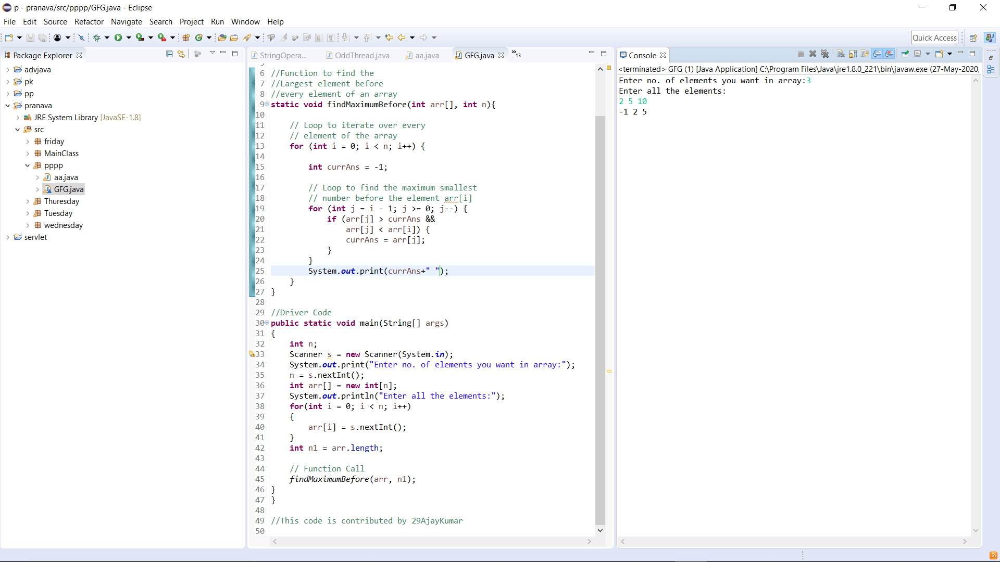 p - pranava/src/pppp/GFG.java - Eclipse
File Edit Source Refactor Navigate Search Project Run Window Help
Quick Access
Package Explorer
advjava
pk
pp
pranava
JRE System Library [JavaSE-1.8]
src
friday
MainClass
pppp
aa.java
GFG.java
Thuresday
Tuesday
wednesday
servlet
StringOpera... OddThread.java aa.java GFG.java »13
6 //Function to find the
7 //Largest element before
8 //every element of an array
9 static void findMaximumBefore(int arr[], int n){
10
11 // Loop to iterate over every
12 // element of the array
13 for (int i = 0; i < n; i++) {
14
15 int currAns = -1;
16
17 // Loop to find the maximum smallest
18 // number before the element arr[i]
19 for (int j = i - 1; j >= 0; j--) {
20 if (arr[j] > currAns &&
21 arr[j] < arr[i]) {
22 currAns = arr[j];
23 }
24 }
25 System.out.print(currAns+" ");
26 }
27 }
28
29 //Driver Code
30 public static void main(String[] args)
31 {
32 int n;
33 Scanner s = new Scanner(System.in);
34 System.out.print("Enter no. of elements you want in array:");
35 n = s.nextInt();
36 int arr[] = new int[n];
37 System.out.println("Enter all the elements:");
38 for(int i = 0; i < n; i++)
39 {
40 arr[i] = s.nextInt();
41 }
42 int n1 = arr.length;
43
44 // Function Call
45 findMaximumBefore(arr, n1);
46 }
47 }
48
49 //This code is contributed by 29AjayKumar
50
Console
<terminated> GFG (1) [Java Application] C:\Program Files\Java\jre1.8.0_221\bin\javaw.exe (27-May-2020,
Enter no. of elements you want in array:3
Enter all the elements:
2 5 10
-1 2 5